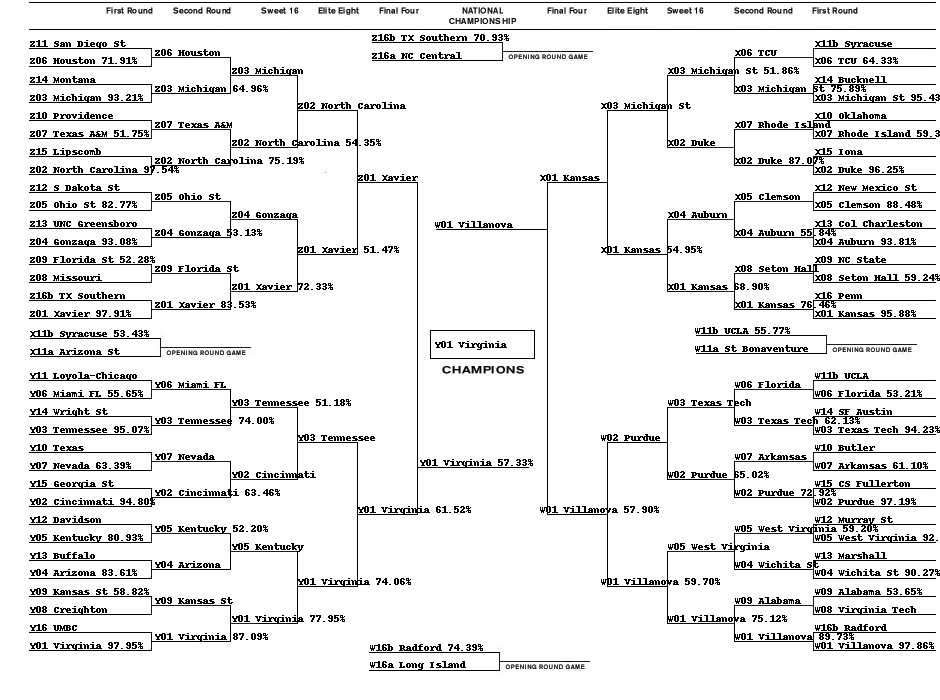 First Round Second Round Sweet 16 Elite Eight Final Four NATIONAL CHAMPIONSHIP Final Four Elite Eight Sweet 16 Second Round First Round
Z16b TX Southern 70.93%
Z16a NC Central
OPENING ROUND GAME
Z11 San Diego St
Z06 Houston 71.91%
Z14 Montana
Z03 Michigan 93.21%
Z10 Providence
Z07 Texas A&M 51.75%
Z15 Lipscomb
Z02 North Carolina 97.54%
Z12 S Dakota St
Z05 Ohio St 82.77%
Z13 UNC Greensboro
Z04 Gonzaga 93.08%
Z09 Florida St 52.28%
Z08 Missouri
Z16b TX Southern
Z01 Xavier 97.91%
Z06 Houston
Z03 Michigan 64.96%
Z07 Texas A&M
Z02 North Carolina 75.19%
Z05 Ohio St
Z04 Gonzaga 53.13%
Z09 Florida St
Z01 Xavier 83.53%
Z03 Michigan
Z02 North Carolina 54.35%
Z04 Gonzaga
Z01 Xavier 72.33%
Z02 North Carolina
Z01 Xavier 51.47%
Z01 Xavier
X11b Syracuse 53.43%
X11a Arizona St
OPENING ROUND GAME
Y11 Loyola-Chicago
Y06 Miami FL 55.65%
Y14 Wright St
Y03 Tennessee 95.07%
Y10 Texas
Y07 Nevada 63.39%
Y15 Georgia St
Y02 Cincinnati 94.80%
Y12 Davidson
Y05 Kentucky 80.93%
Y13 Buffalo
Y04 Arizona 83.61%
Y09 Kansas St 58.82%
Y08 Creighton
Y16 UMBC
Y01 Virginia 97.95%
Y06 Miami FL
Y03 Tennessee 74.00%
Y07 Nevada
Y02 Cincinnati 63.46%
Y05 Kentucky 52.20%
Y04 Arizona
Y09 Kansas St
Y01 Virginia 87.09%
Y03 Tennessee 51.18%
Y02 Cincinnati
Y05 Kentucky
Y01 Virginia 77.95%
Y03 Tennessee
Y01 Virginia 74.06%
Y01 Virginia 61.52%
W01 Villanova
Y01 Virginia
CHAMPIONS
Y01 Virginia 57.33%
X01 Kansas
X03 Michigan St
X01 Kansas 54.95%
X03 Michigan St 51.86%
X02 Duke
X04 Auburn
X01 Kansas 68.90%
X06 TCU
X03 Michigan St 75.89%
X07 Rhode Island
X02 Duke 87.07%
X05 Clemson
X04 Auburn 55.84%
X08 Seton Hall
X01 Kansas 76.46%
X11b Syracuse
X06 TCU 64.33%
X14 Bucknell
X03 Michigan St 95.43
X10 Oklahoma
X07 Rhode Island 59.3
X15 Iona
X02 Duke 96.25%
X12 New Mexico St
X05 Clemson 88.48%
X13 Col Charleston
X04 Auburn 93.81%
X09 NC State
X08 Seton Hall 59.24%
X16 Penn
X01 Kansas 95.88%
W11b UCLA 55.77%
W11a St Bonaventure
OPENING ROUND GAME
W01 Villanova 57.90%
W02 Purdue
W01 Villanova 59.70%
W03 Texas Tech
W02 Purdue 65.02%
W05 West Virginia
W01 Villanova 75.12%
W06 Florida
W03 Texas Tech 62.13%
W07 Arkansas
W02 Purdue 72.92%
W05 West Virginia 59.20%
W04 Wichita St
W09 Alabama
W01 Villanova 89.73%
W11b UCLA
W06 Florida 53.21%
W14 SF Austin
W03 Texas Tech 94.23%
W10 Butler
W07 Arkansas 61.10%
W15 CS Fullerton
W02 Purdue 97.19%
W12 Murray St
W05 West Virginia 92.
W13 Marshall
W04 Wichita St 90.27%
W09 Alabama 53.65%
W08 Virginia Tech
W16b Radford
W01 Villanova 97.86%
W16b Radford 74.39%
W16a Long Island
OPENING ROUND GAME